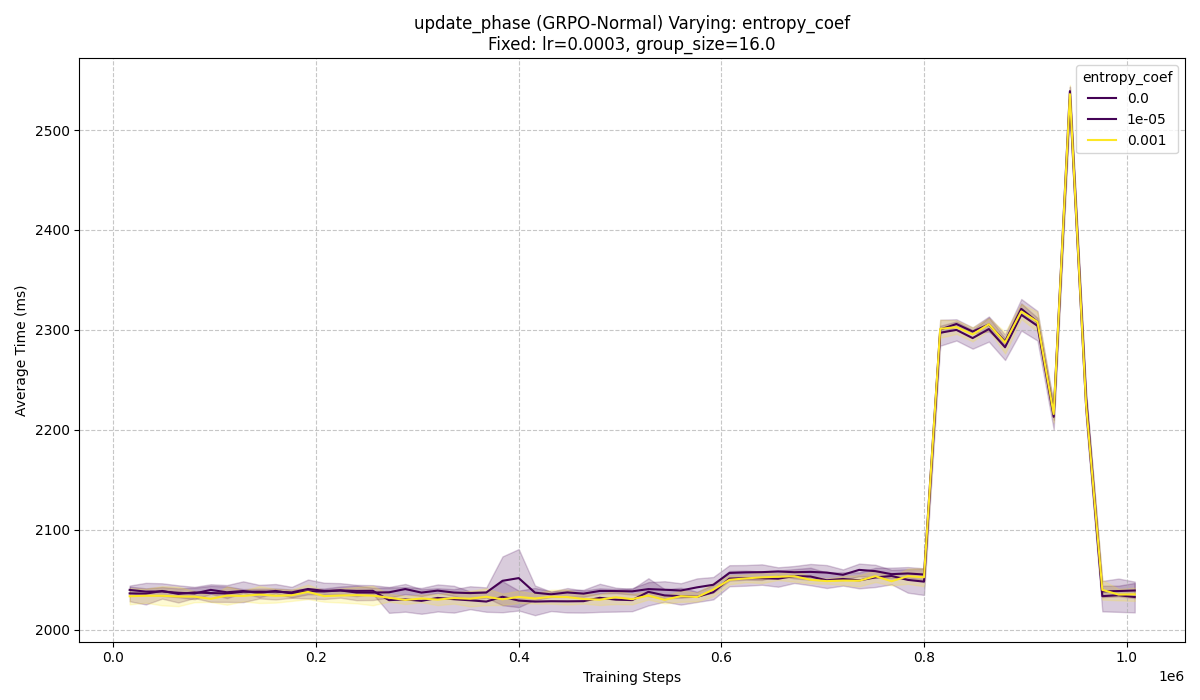 update_phase (GRPO-Normal) Varying: entropy_coef
Fixed: lr=0.0003, group_size=16.0
entropy_coef
0.0
1e-05
0.001
Average Time (ms)
2500
2400
2300
2200
2100
2000
0.0 0.2 0.4 0.6 0.8 1.0
1e6
Training Steps